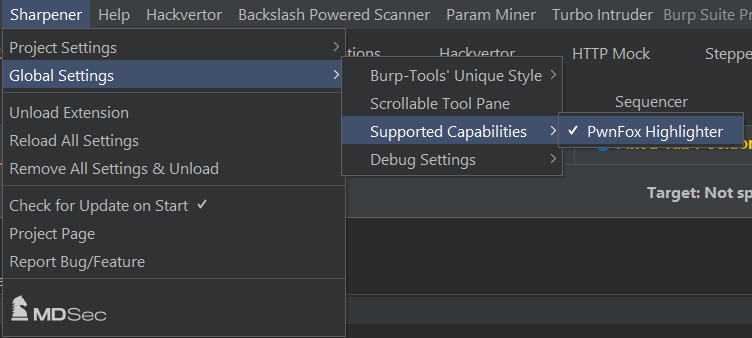 Sharpener Help Hackvertor Backslash Powered Scanner Param Miner Turbo Intruder Burp Suite Pr
Project Settings
Hackvertor HTTP Mock Steppe
Global Settings
Burp-Tools' Unique Style
Scrollable Tool Pane
Sequencer
Unload Extension
Supported Capabilities
✓ PwnFox Highlighter
Reload All Settings
Debug Settings
Remove All Settings & Unload
Target: Not sp
Check for Update on Start ✓
Project Page
Report Bug/Feature
MDSec